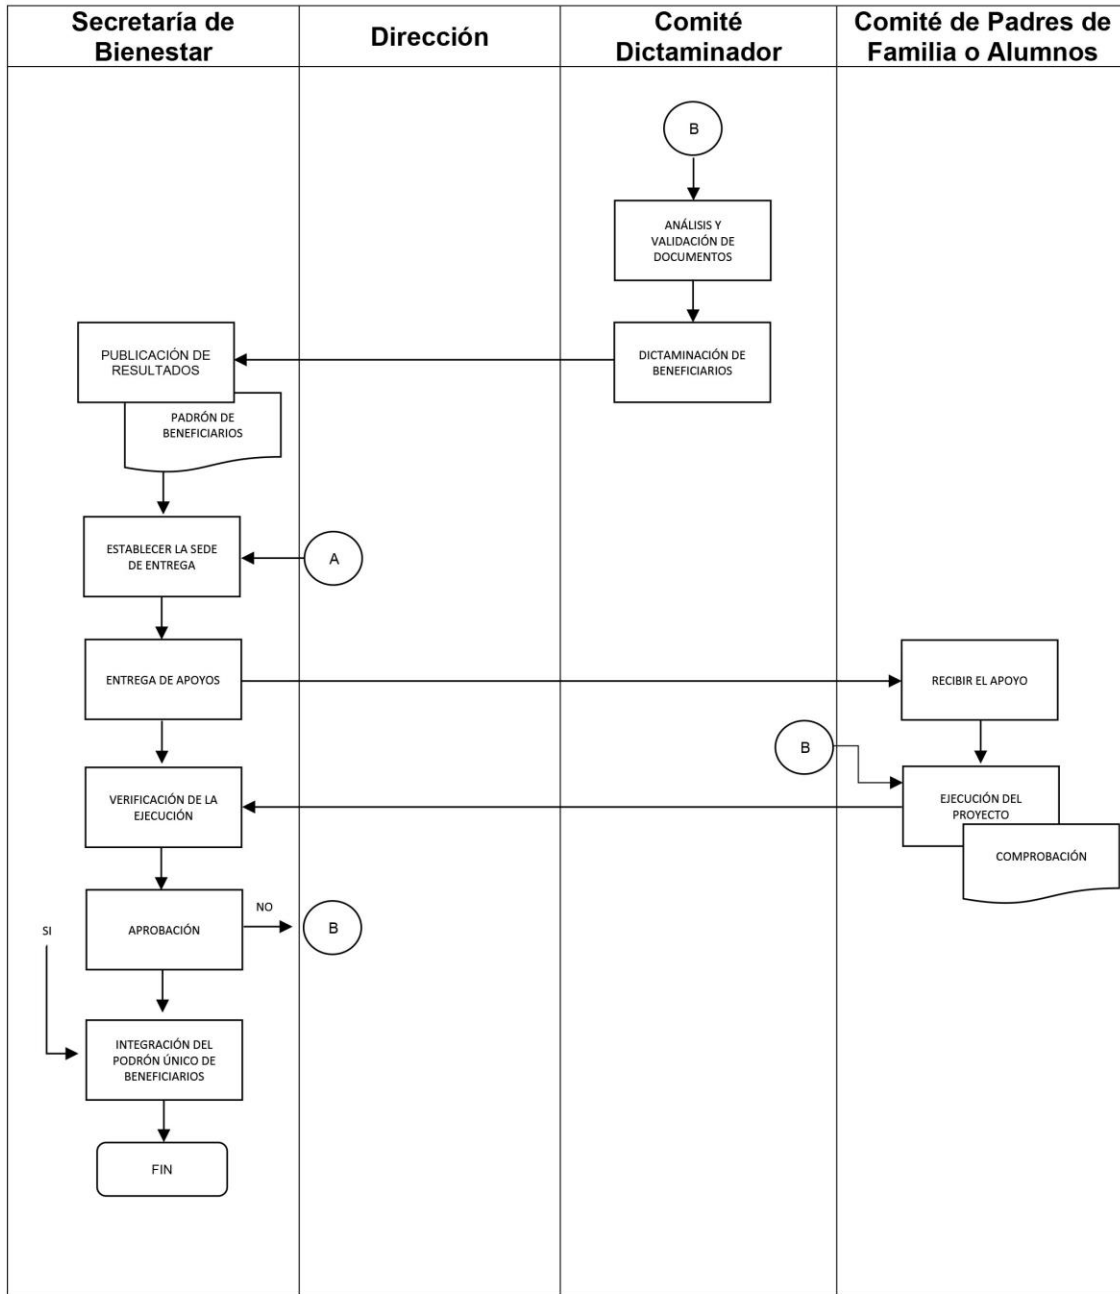 Secretaría de
Bienestar
Dirección
Comité
Dictaminador
Comité de Padres de
Familia o Alumnos
B
ANÁLISIS Y
VALIDACIÓN DE
DOCUMENTOS
PUBLICACIÓN DE
RESULTADOS
DICTAMINACIÓN DE
BENEFICIARIOS
PADRÓN DE
BENEFICIARIOS
ESTABLECER LA SEDE
DE ENTREGA
A
ENTREGA DE APOYOS
RECIBIR EL APOYO
B
VERIFICACIÓN DE LA
EJECUCIÓN
EJECUCIÓN DEL
PROYECTO
COMPROBACIÓN
SI
APROBACIÓN
NO
B
INTEGRACIÓN DEL
PODRÓN ÚNICO DE
BENEFICIARIOS
FIN